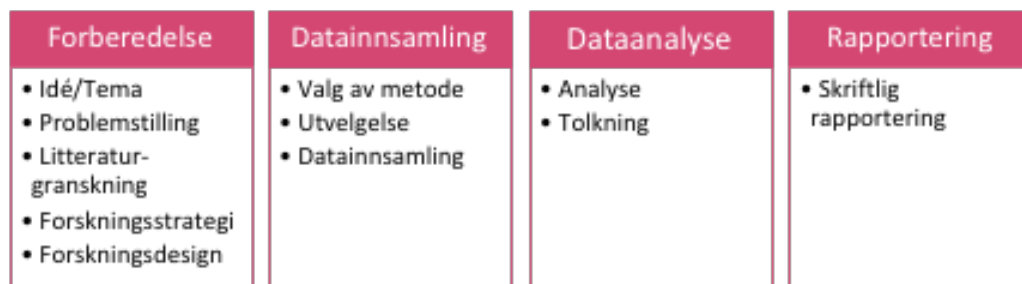 Forberedelse
• Idé/Tema
• Problemstilling
• Litteratur-
granskning
• Forskningsstrategi
• Forskningsdesign
Datainnsamling
• Valg av metode
• Utvelgelse
• Datainnsamling
Dataanalyse
• Analyse
• Tolkning
Rapportering
• Skriftlig
rapportering